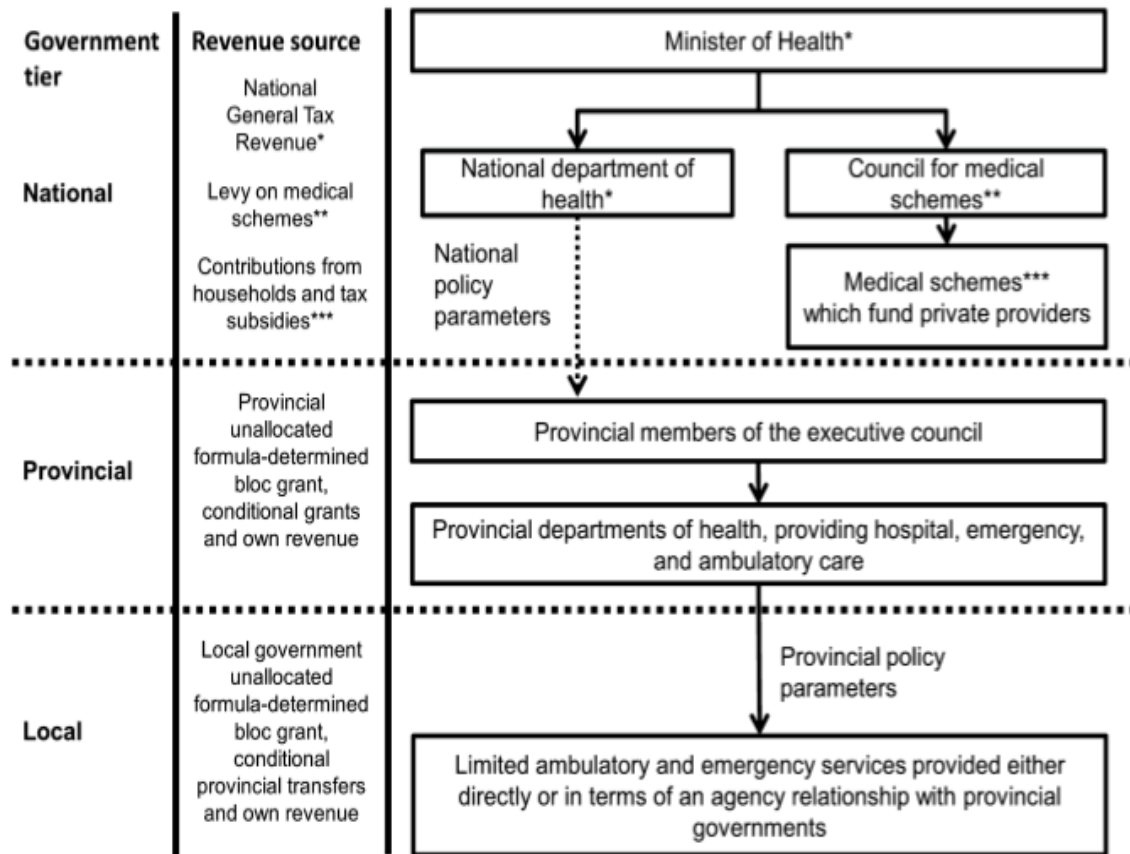 Government
tier
Revenue source
Minister of Health*
National
General Tax
Revenue*
National
Levy on medical
schemes**
Contributions from
households and tax
subsidies***
National department of
health*
Council for medical
schemes**
National
policy
parameters
Medical schemes***
which fund private providers
Provincial
Provincial
unallocated
formula-determined
bloc grant,
conditional grants
and own revenue
Provincial members of the executive council
Provincial departments of health, providing hospital, emergency,
and ambulatory care
Local
Local government
unallocated
formula-determined
bloc grant,
conditional
provincial transfers
and own revenue
Provincial policy
parameters
Limited ambulatory and emergency services provided either
directly or in terms of an agency relationship with provincial
governments